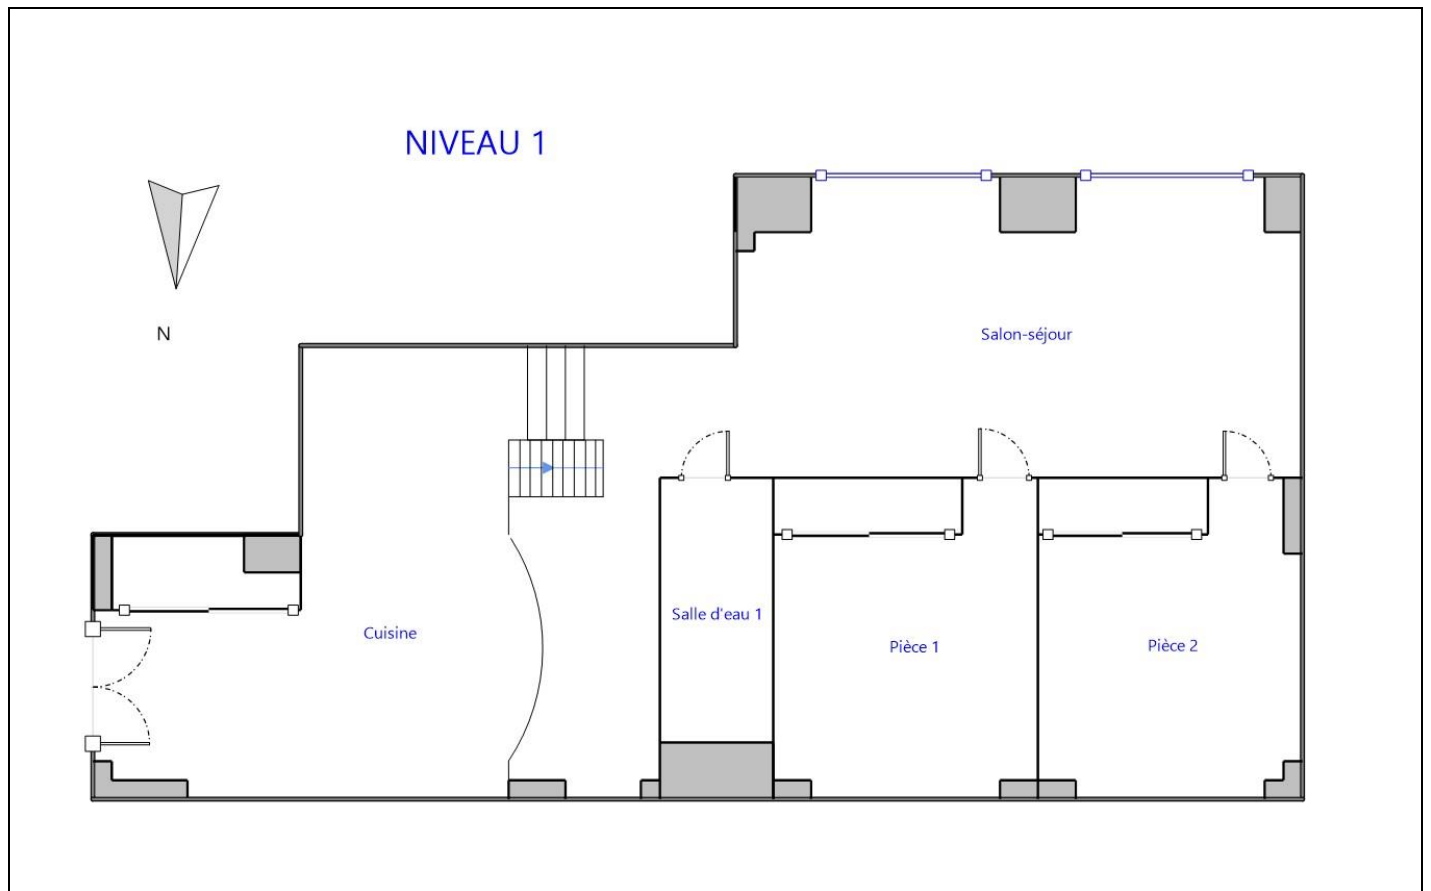 NIVEAU 1
N
Salon-séjour
Cuisine
Salle d'eau 1
Pièce 1
Pièce 2